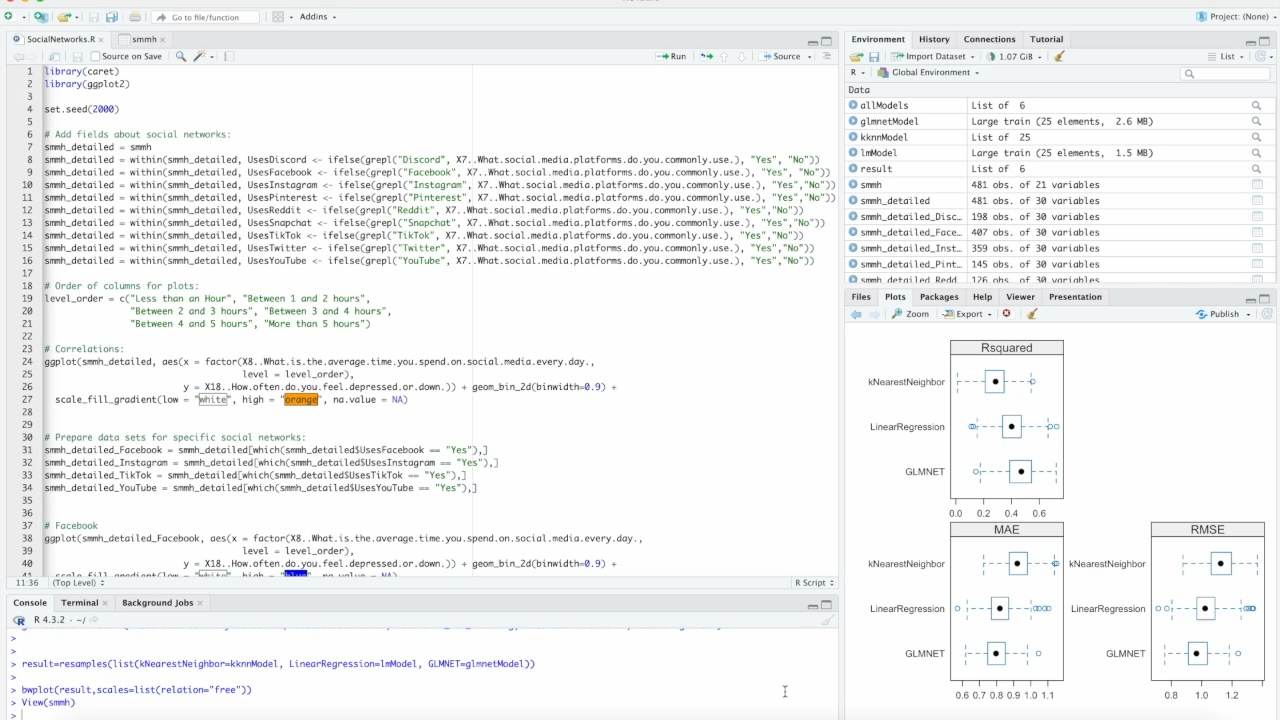 Go to file/function
Addins
Project: (None)
SocialNetworks.R
smmh
Source on Save
Run
Source
1 library(caret)
2 library(ggplot2)
3
4 set.seed(2000)
5
6 # Add fields about social networks:
7 smmh_detailed = smmh
8 smmh_detailed = within(smmh_detailed, UsesDiscord <- ifelse(grepl("Discord", X7..What.social.media.platforms.do.you.commonly.use.), "Yes", "No"))
9 smmh_detailed = within(smmh_detailed, UsesFacebook <- ifelse(grepl("Facebook", X7..What.social.media.platforms.do.you.commonly.use.), "Yes", "No"))
10 smmh_detailed = within(smmh_detailed, UsesInstagram <- ifelse(grepl("Instagram", X7..What.social.media.platforms.do.you.commonly.use.), "Yes","No"))
11 smmh_detailed = within(smmh_detailed, UsesPinterest <- ifelse(grepl("Pinterest", X7..What.social.media.platforms.do.you.commonly.use.), "Yes","No"))
12 smmh_detailed = within(smmh_detailed, UsesReddit <- ifelse(grepl("Reddit", X7..What.social.media.platforms.do.you.commonly.use.), "Yes","No"))
13 smmh_detailed = within(smmh_detailed, UsesSnapchat <- ifelse(grepl("Snapchat", X7..What.social.media.platforms.do.you.commonly.use.), "Yes","No"))
14 smmh_detailed = within(smmh_detailed, UsesTikTok <- ifelse(grepl("TikTok", X7..What.social.media.platforms.do.you.commonly.use.), "Yes","No"))
15 smmh_detailed = within(smmh_detailed, UsesTwitter <- ifelse(grepl("Twitter", X7..What.social.media.platforms.do.you.commonly.use.), "Yes","No"))
16 smmh_detailed = within(smmh_detailed, UsesYouTube <- ifelse(grepl("YouTube", X7..What.social.media.platforms.do.you.commonly.use.), "Yes","No"))
17
18 # Order of columns for plots:
19 level_order = c("Less than an Hour", "Between 1 and 2 hours",
20 "Between 2 and 3 hours", "Between 3 and 4 hours",
21 "Between 4 and 5 hours", "More than 5 hours")
22
23 # Correlations:
24 ggplot(smmh_detailed, aes(x = factor(X8..What.is.the.average.time.you.spend.on.social.media.every.day.,
25 level = level_order),
26 y = X18..How.often.do.you.feel.depressed.or.down.)) + geom_bin_2d(binwidth=0.9) +
27 scale_fill_gradient(low = "white", high = "orange", na.value = NA)
28
29
30 # Prepare data sets for specific social networks:
31 smmh_detailed_Facebook = smmh_detailed[which(smmh_detailed$UsesFacebook == "Yes"),]
32 smmh_detailed_Instagram = smmh_detailed[which(smmh_detailed$UsesInstagram == "Yes"),]
33 smmh_detailed_TikTok = smmh_detailed[which(smmh_detailed$UsesTikTok == "Yes"),]
34 smmh_detailed_YouTube = smmh_detailed[which(smmh_detailed$UsesYouTube == "Yes"),]
35
36
37 # Facebook
38 ggplot(smmh_detailed_Facebook, aes(x = factor(X8..What.is.the.average.time.you.spend.on.social.media.every.day.,
39 level = level_order),
40 y = X18..How.often.do.you.feel.depressed.or.down.)) + geom_bin_2d(binwidth=0.9) +
41 scale_fill_gradient(low = "white", high = "blue", na.value = NA)
11:36
(Top Level)
R Script
Console
Terminal
Background Jobs
R 4.3.2 · ~/
>
> result=resamples(list(kNearestNeighbor=kknnModel, LinearRegression=lmModel, GLMNET=glmnetModel))
>
> bwplot(result,scales=list(relation="free"))
> View(smmh)
>
Environment
History
Connections
Tutorial
Import Dataset
1.07 GiB
List
R
Global Environment
Data
allModels List of 6
glmnetModel Large train (25 elements, 2.6 MB)
kknnModel List of 25
lmModel Large train (25 elements, 1.5 MB)
result List of 6
smmh 481 obs. of 21 variables
smmh_detailed 481 obs. of 30 variables
smmh_detailed_Disc… 198 obs. of 30 variables
smmh_detailed_Face… 407 obs. of 30 variables
smmh_detailed_Inst… 359 obs. of 30 variables
smmh_detailed_Pint… 145 obs. of 30 variables
smmh_detailed_Redd… 126 obs. of 30 variables
Files
Plots
Packages
Help
Viewer
Presentation
Zoom
Export
Publish
Rsquared
kNearestNeighbor
LinearRegression
GLMNET
0.0 0.2 0.4 0.6
MAE
kNearestNeighbor
LinearRegression
GLMNET
0.6 0.7 0.8 0.9 1.0 1.1
RMSE
kNearestNeighbor
LinearRegression
GLMNET
0.8 1.0 1.2